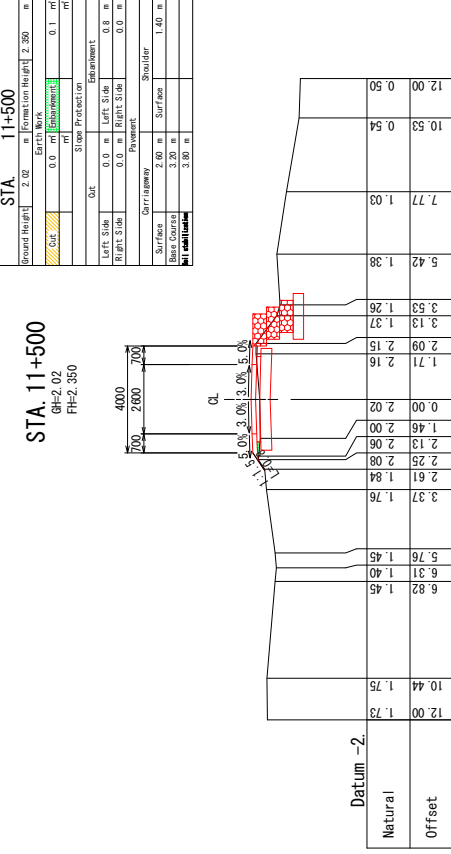 STA. 11+500
Ground Height 2.02 m Formation Height 2.350 m
Earth Work
Cut 0.0 ㎡ Embankment 0.1 ㎡
㎡ ㎡
Slope Protection
Cut Embankment
Left Side 0.0 m Left Side 0.8 m
Right Side 0.0 m Right Side 0.0 m
Pavement
Carriageway Shoulder
Surface 2.60 m Surface 1.40 m
Base Course 3.20 m
Soil stabilization 3.80 m
STA. 11+500
GH=2.02
FH=2.350
4000
700 2600 700
CL
5.0% 3.0% 3.0% 5.0%
1:1.5
Datum -2.
Natural 1.73 1.75 1.45 1.40 1.45 1.76 1.84 2.08 2.06 2.00 2.02 2.16 2.15 1.37 1.26 1.38 1.03 0.54 0.50
Offset 12.00 10.44 6.82 6.31 5.76 3.37 2.61 2.25 2.13 1.46 0.00 1.71 2.09 3.13 3.53 5.42 7.77 10.53 12.00